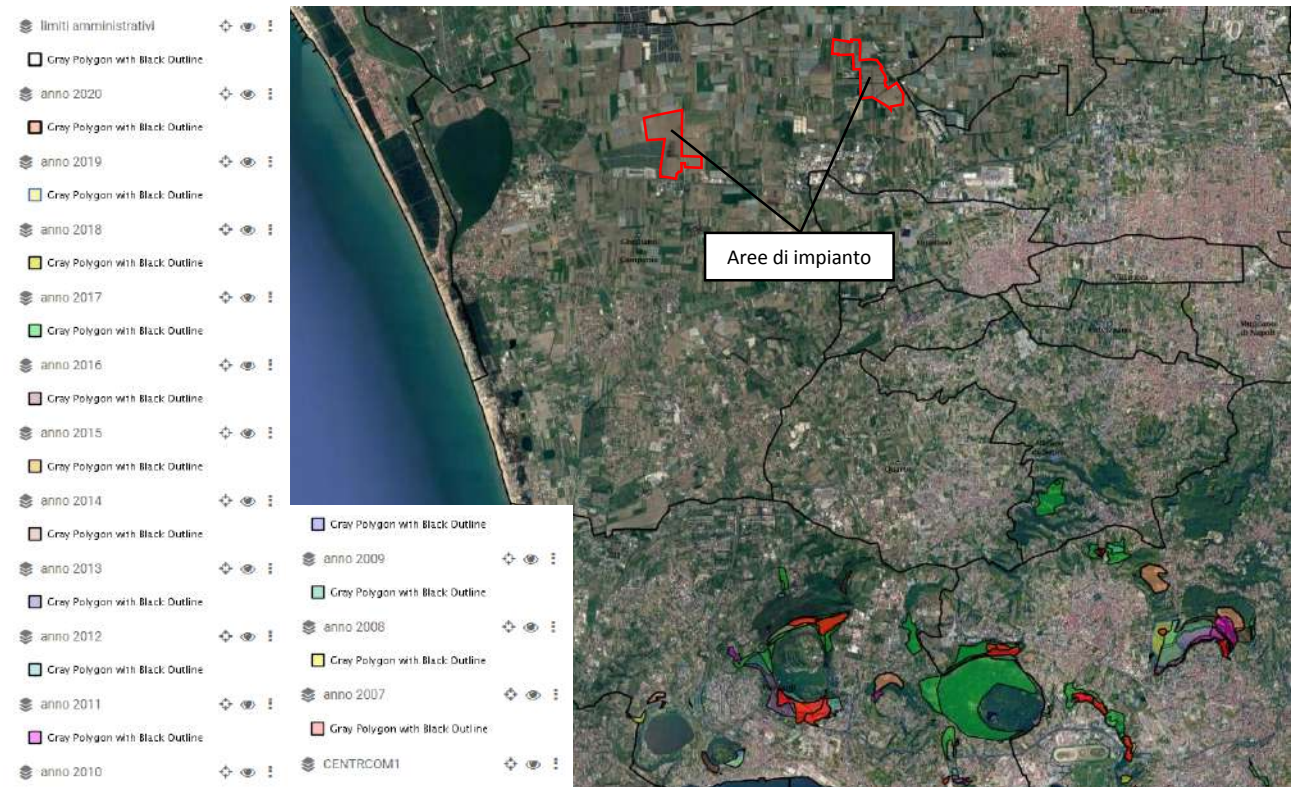 limiti amministrativi
Gray Polygon with Black Outline
anno 2020
Gray Polygon with Black Outline
anno 2019
Gray Polygon with Black Outline
anno 2018
Gray Polygon with Black Outline
anno 2017
Gray Polygon with Black Outline
anno 2016
Gray Polygon with Black Outline
anno 2015
Gray Polygon with Black Outline
anno 2014
Gray Polygon with Black Outline
anno 2013
Gray Polygon with Black Outline
anno 2012
Gray Polygon with Black Outline
anno 2011
Gray Polygon with Black Outline
anno 2010
Gray Polygon with Black Outline
anno 2009
Gray Polygon with Black Outline
anno 2008
Gray Polygon with Black Outline
anno 2007
Gray Polygon with Black Outline
CENTRCOM1
Aree di impianto
Quarto